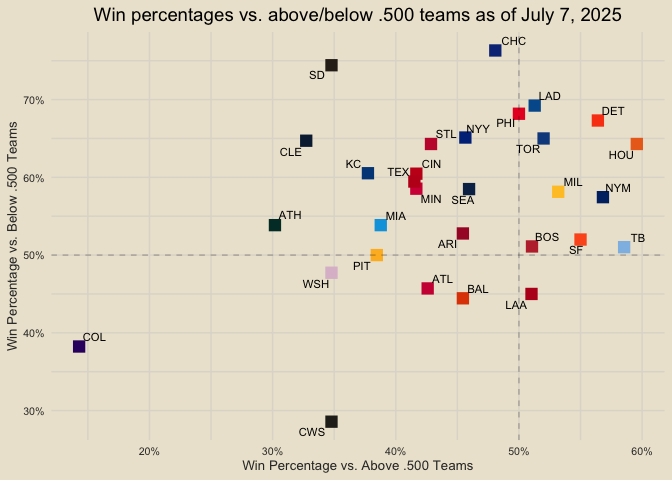 Win percentages vs. above/below .500 teams as of July 7, 2025
CHC
SD
LAD
DET
PHI
STL
NYY
TOR
HOU
CLE
KC
CIN
TEX
MIN
SEA
MIL
NYM
ATH
MIA
ARI
BOS
SF
TB
PIT
WSH
ATL
BAL
LAA
COL
CWS
70%
60%
50%
40%
30%
Win Percentage vs. Below .500 Teams
20%
30%
40%
50%
60%
Win Percentage vs. Above .500 Teams